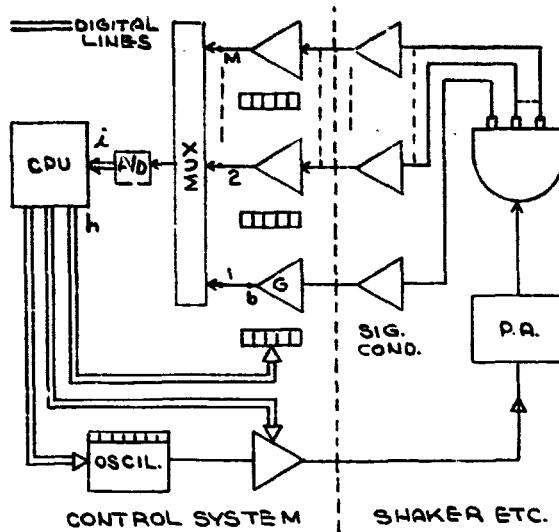 DIGITAL
LINES
M
i
CPU
A/D
MUX
2
h
1
b
G
SIG.
COND.
P.A.
OSCIL.
CONTROL SYSTEM
SHAKER ETC.